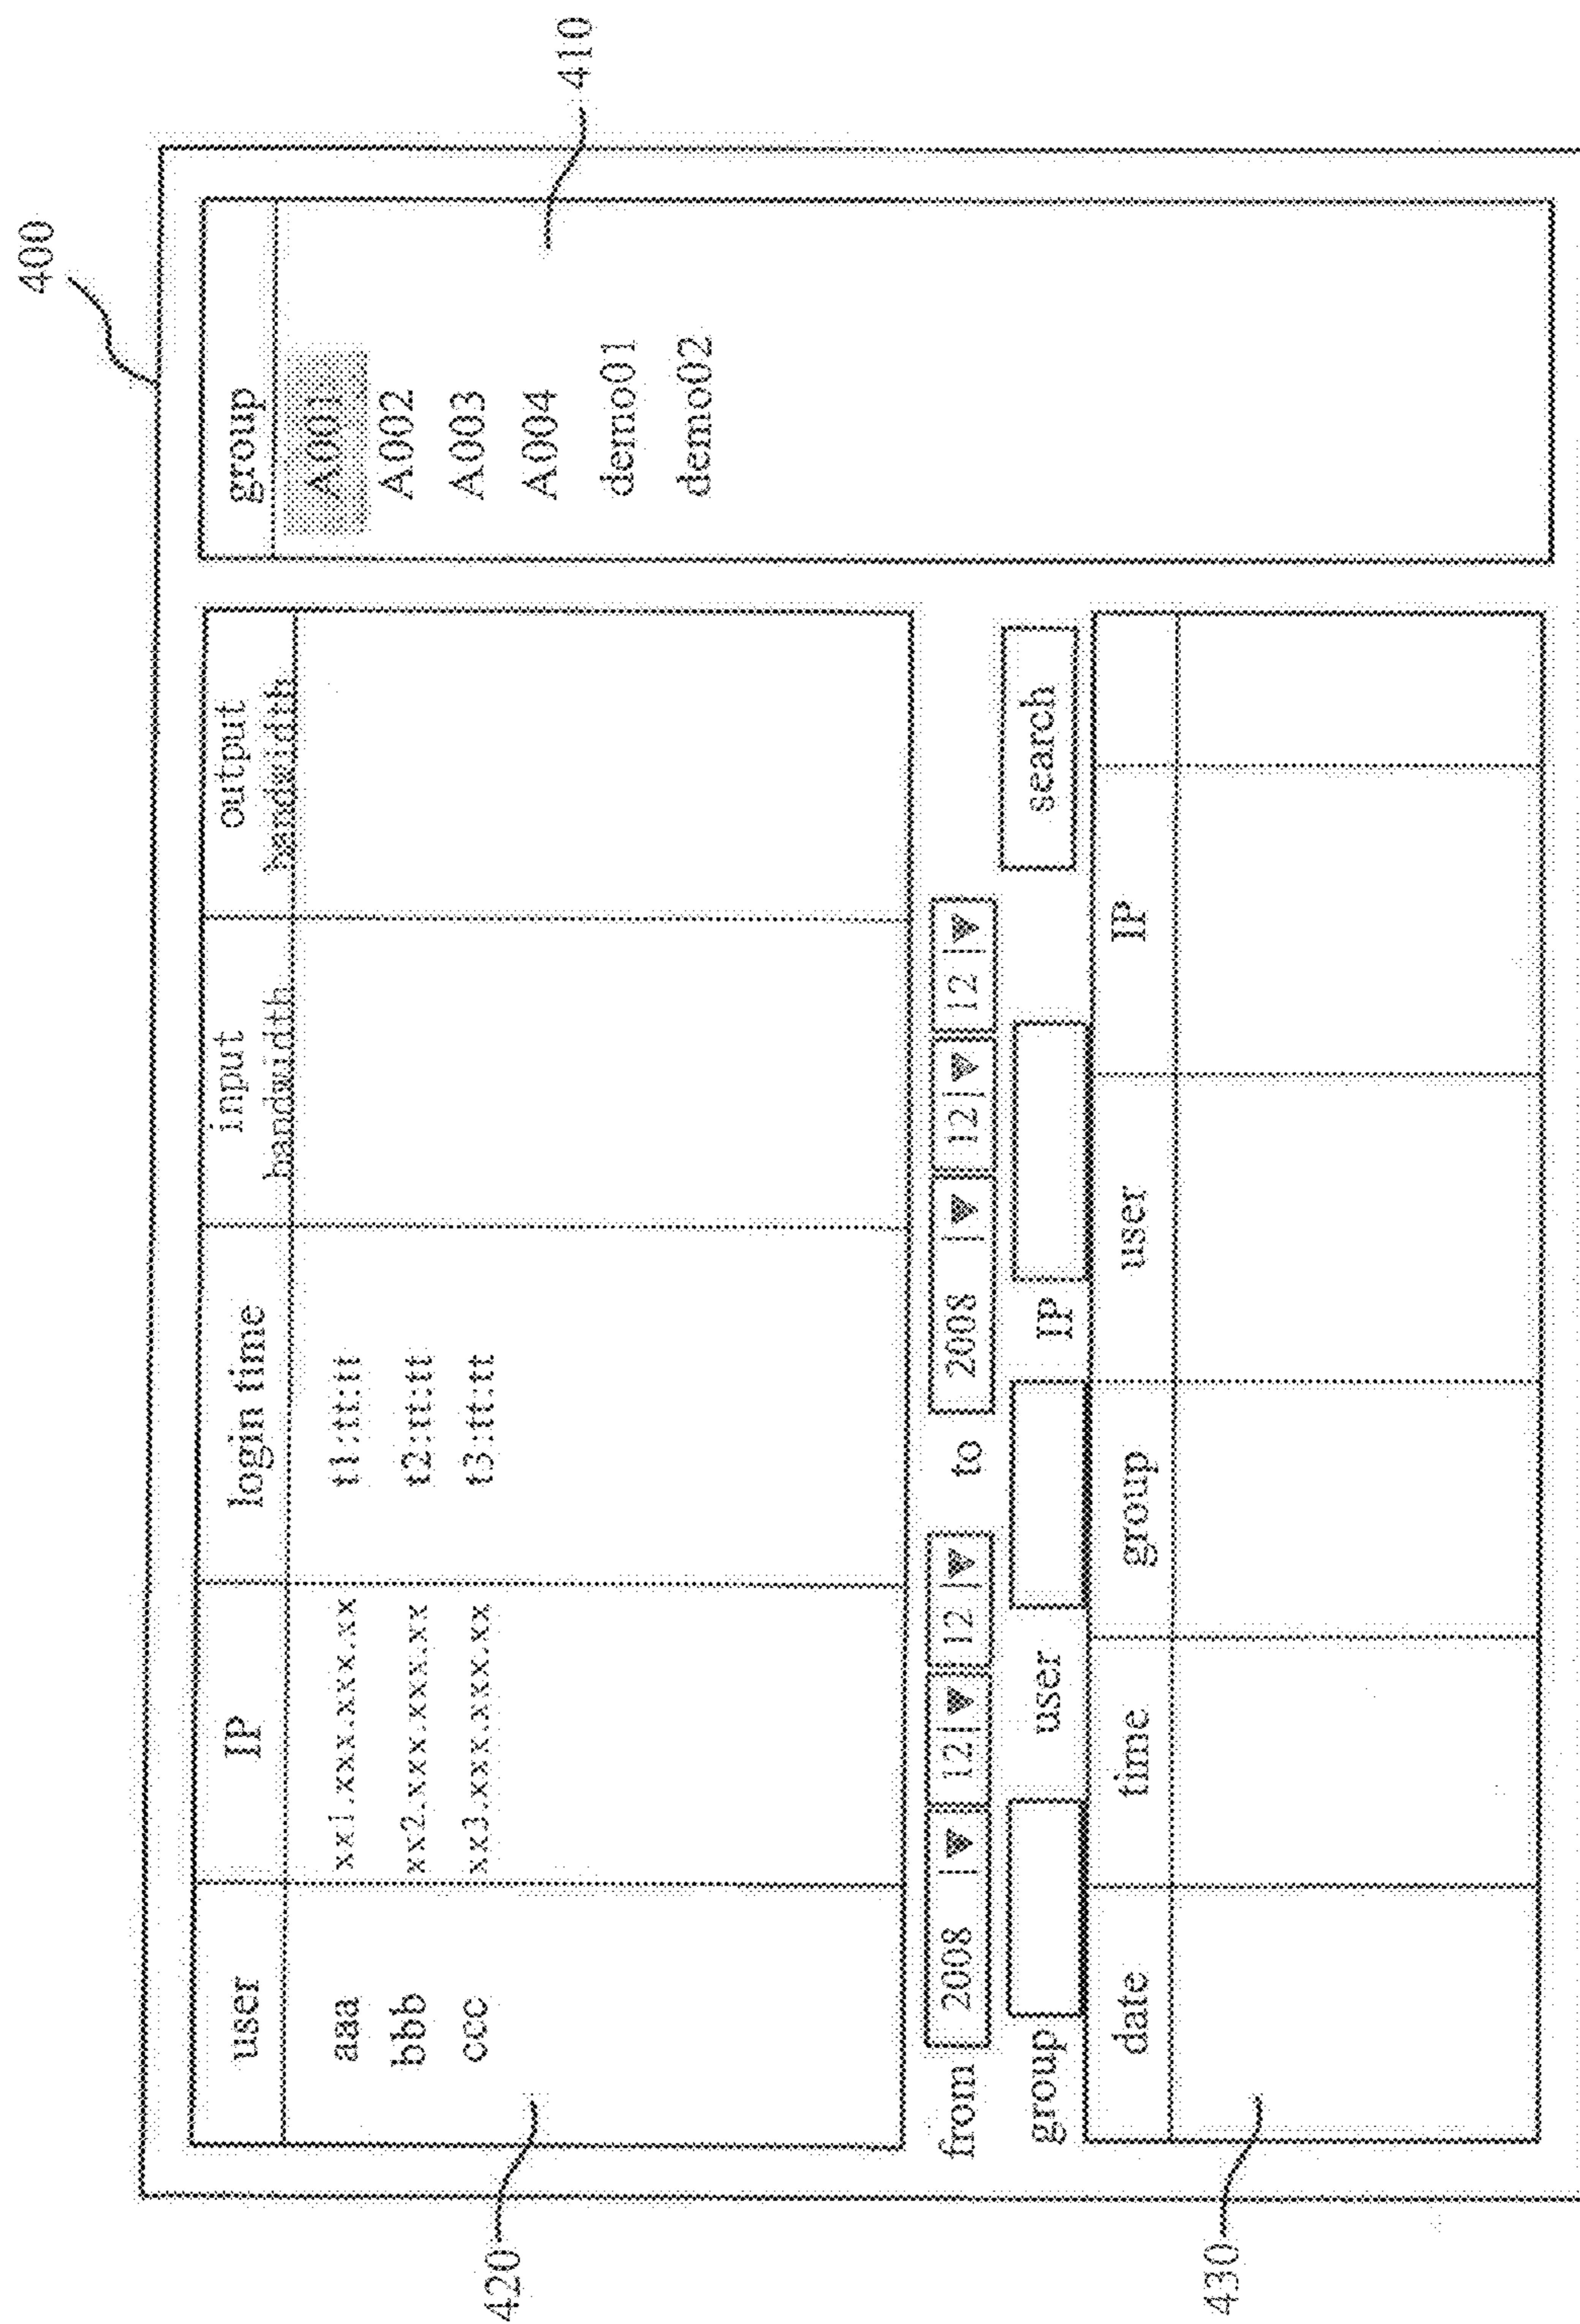 400
410
group
A001
A002
A003
A004
demo01
demo02
420
user IP login time input bandwidth output bandwidth
aaa xx1.xxx.xxx.xx t1:tt:tt
bbb xx2.xxx.xxx.xx t2:tt:tt
ccc xx3.xxx.xxx.xx t3:tt:tt
from 2008 12 12 to 2008 12 12
group user IP search
430
date time group user IP